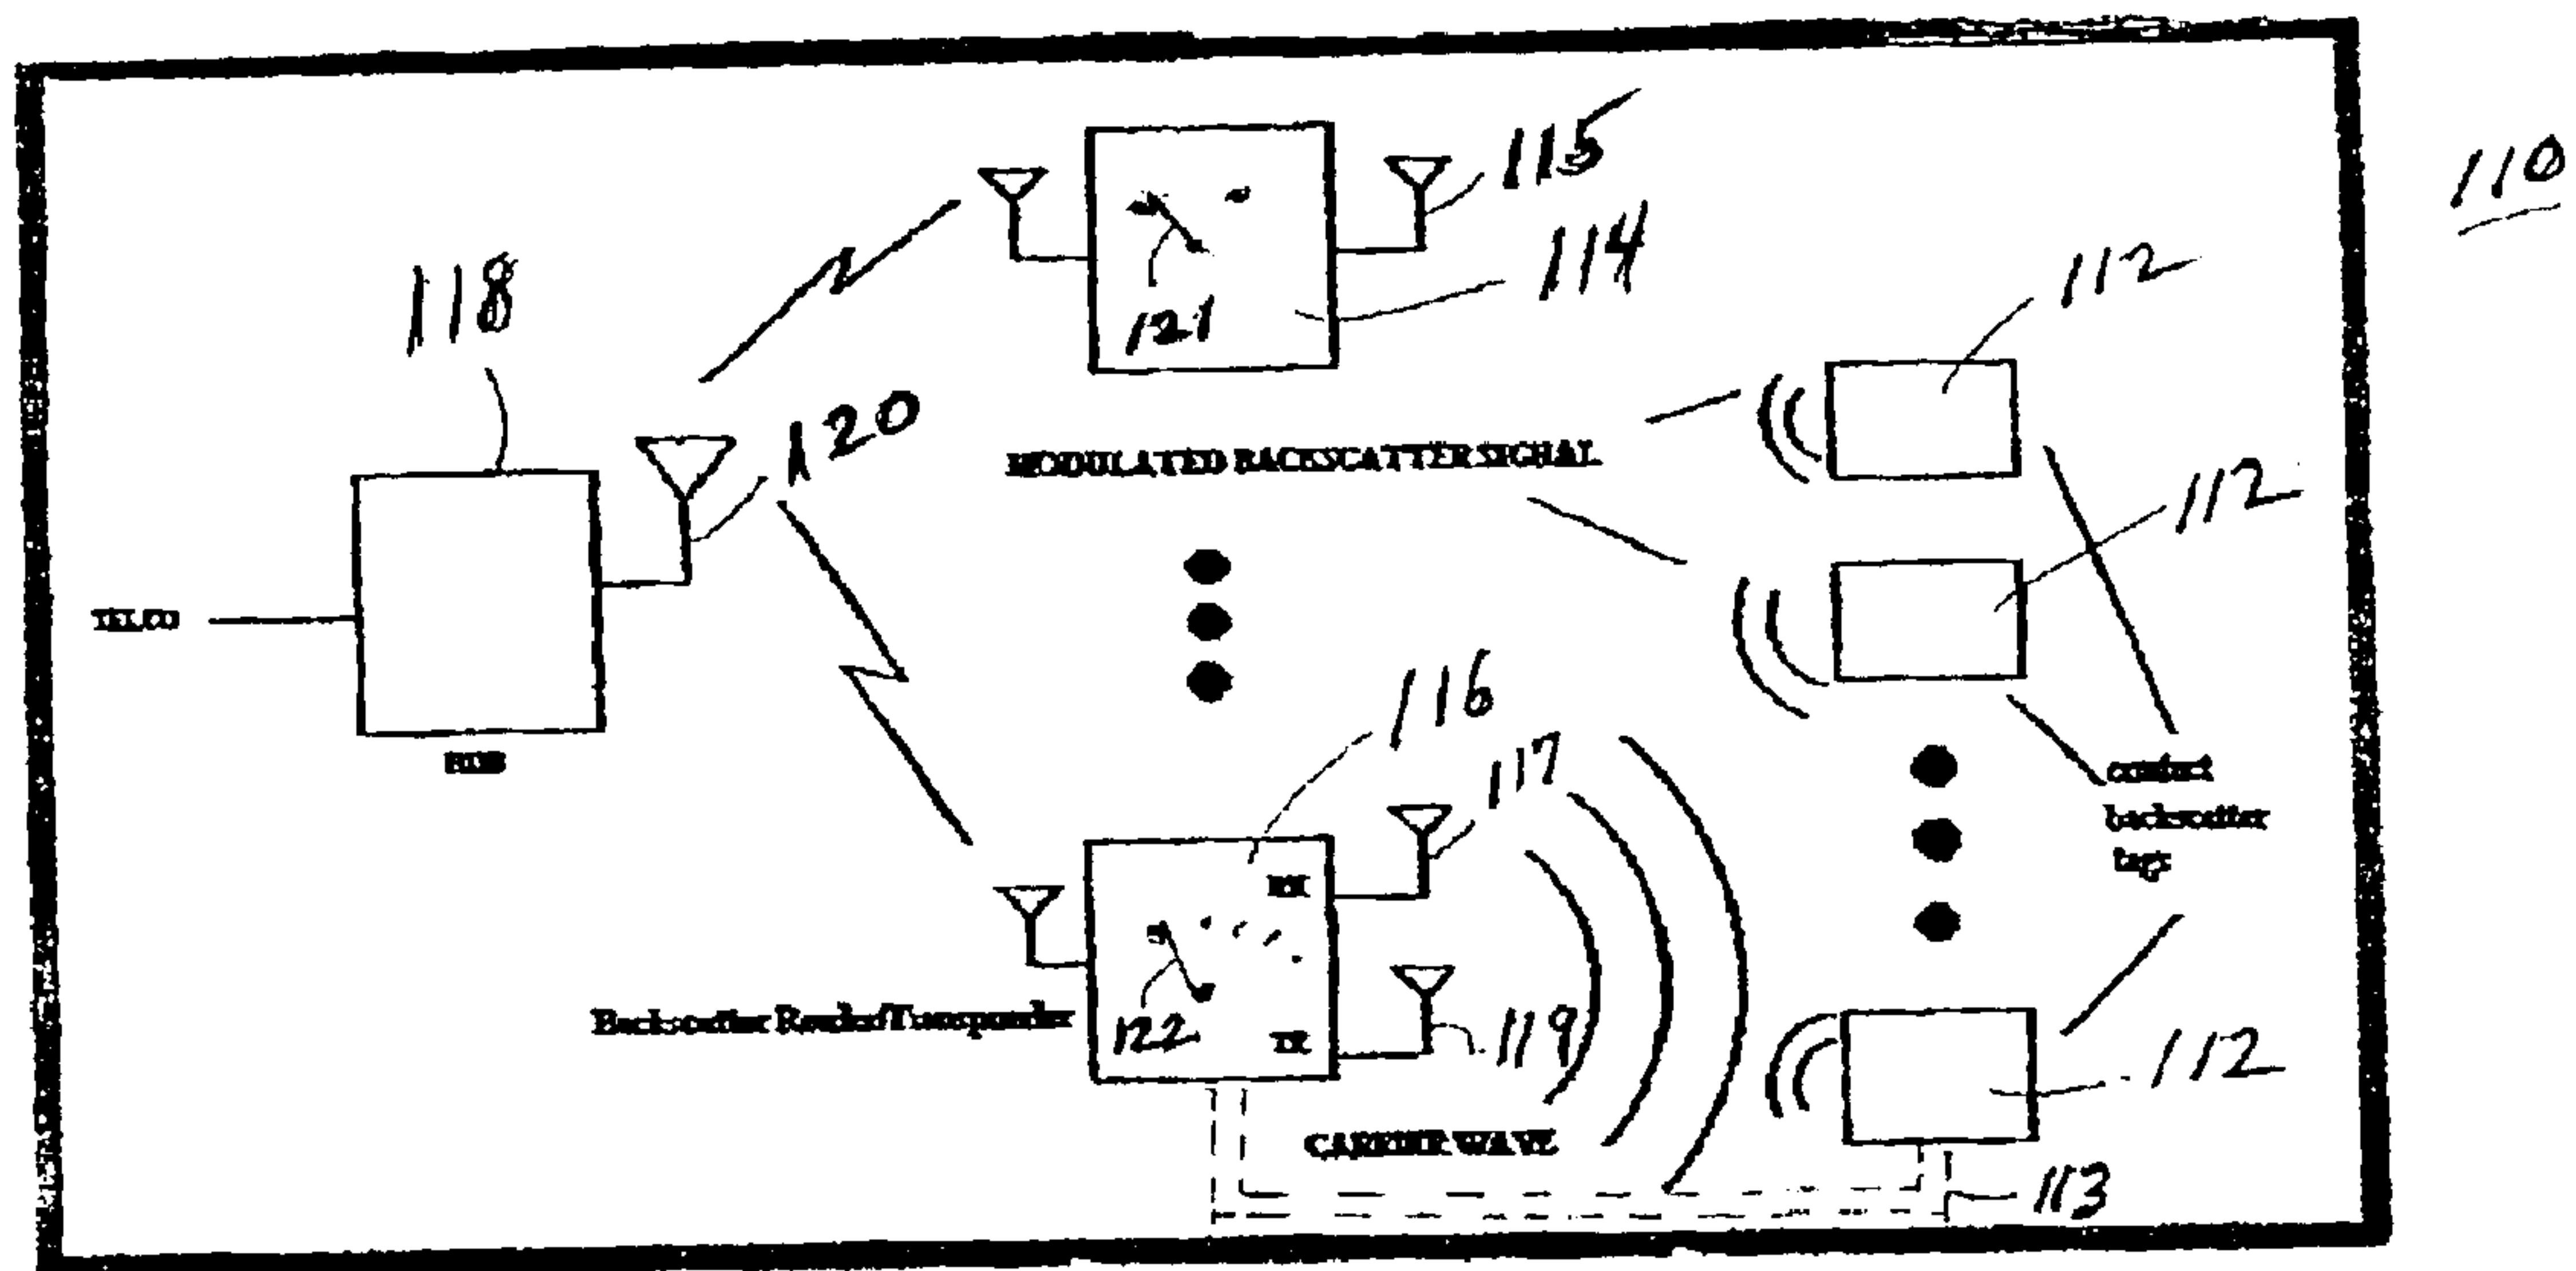 110
115
114
121
112
118
120
MODULATED BACKSCATTER SIGNAL
112
TELCO
116
117
contact
backscatter
tags
RX
Backscatter Reader/Transponder
122
TX
119
112
CARRIER WAVE
113